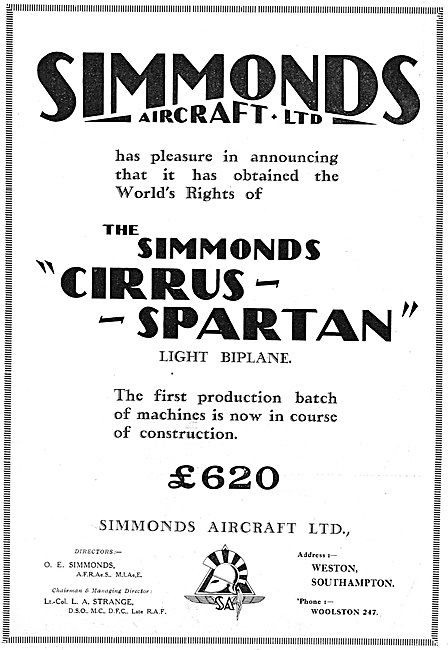 SIMMONDS
AIRCRAFT · LTD
has pleasure in announcing
that it has obtained the
World's Rights of
THE
SIMMONDS
"CIRRUS -
- SPARTAN"
LIGHT BIPLANE.
The first production batch
of machines is now in course
of construction.
£620
SIMMONDS AIRCRAFT LTD.,
DIRECTORS:—
O. E. SIMMONDS,
A.F.R.Ae.S., M.I.Ae.E.
Chairman & Managing Director:
Lt.-Col. L. A. STRANGE,
D.S.O., M.C., D.F.C., Late R.A.F.
SA
Address :—
WESTON,
SOUTHAMPTON.
'Phone :—
WOOLSTON 247.